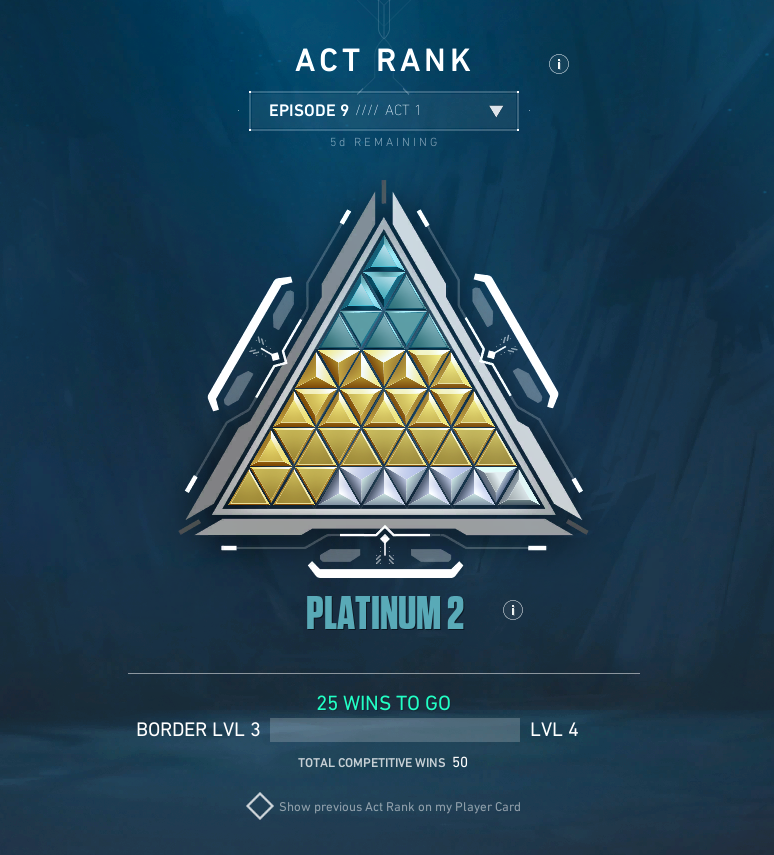 ACT RANK
i
EPISODE 9 //// ACT 1
5d REMAINING
PLATINUM 2
i
25 WINS TO GO
BORDER LVL 3 LVL 4
TOTAL COMPETITIVE WINS 50
Show previous Act Rank on my Player Card